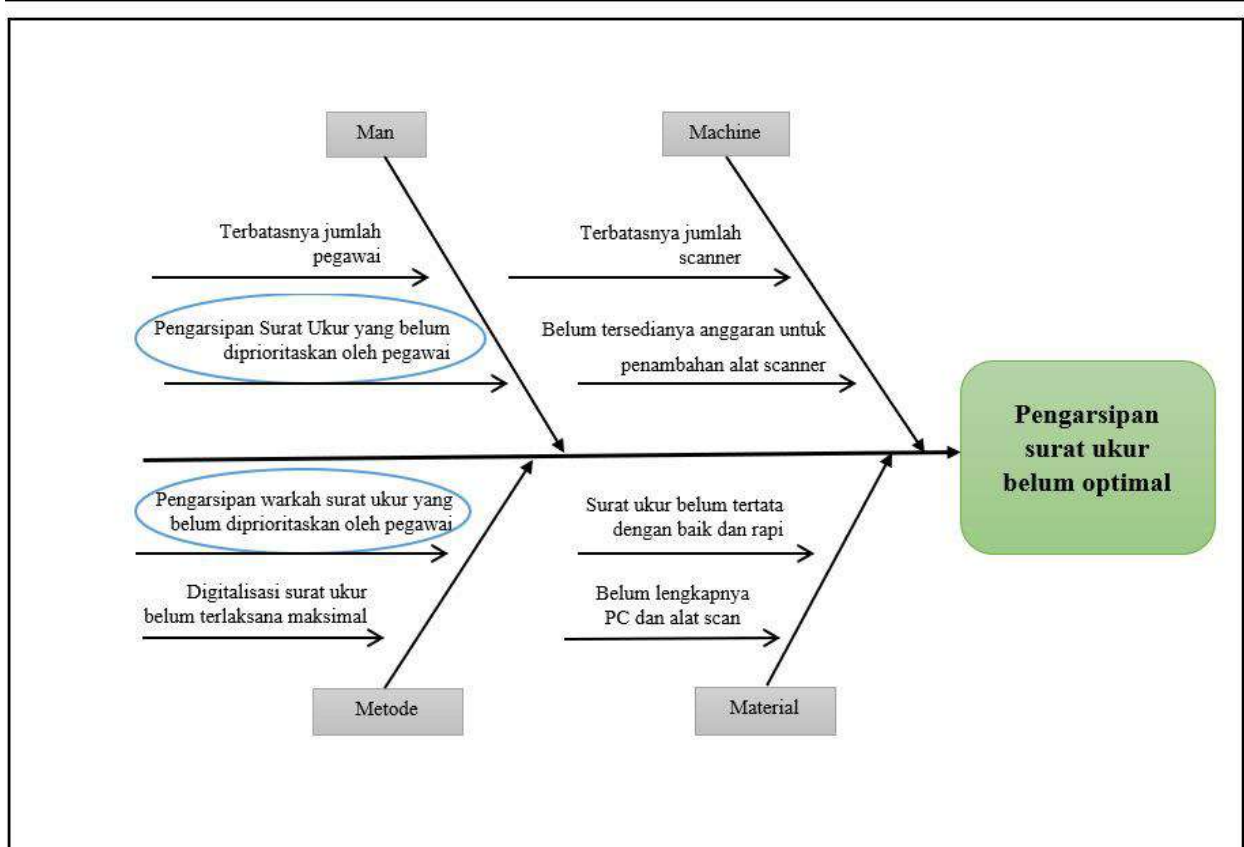 Man
Machine
Terbatasnya jumlah
pegawai
Terbatasnya jumlah
scanner
Pengarsipan Surat Ukur yang belum
diprioritaskan oleh pegawai
Belum tersedianya anggaran untuk
penambahan alat scanner
Pengarsipan
surat ukur
belum optimal
Pengarsipan warkah surat ukur yang
belum diprioritaskan oleh pegawai
Surat ukur belum tertata
dengan baik dan rapi
Digitalisasi surat ukur
belum terlaksana maksimal
Belum lengkapnya
PC dan alat scan
Metode
Material